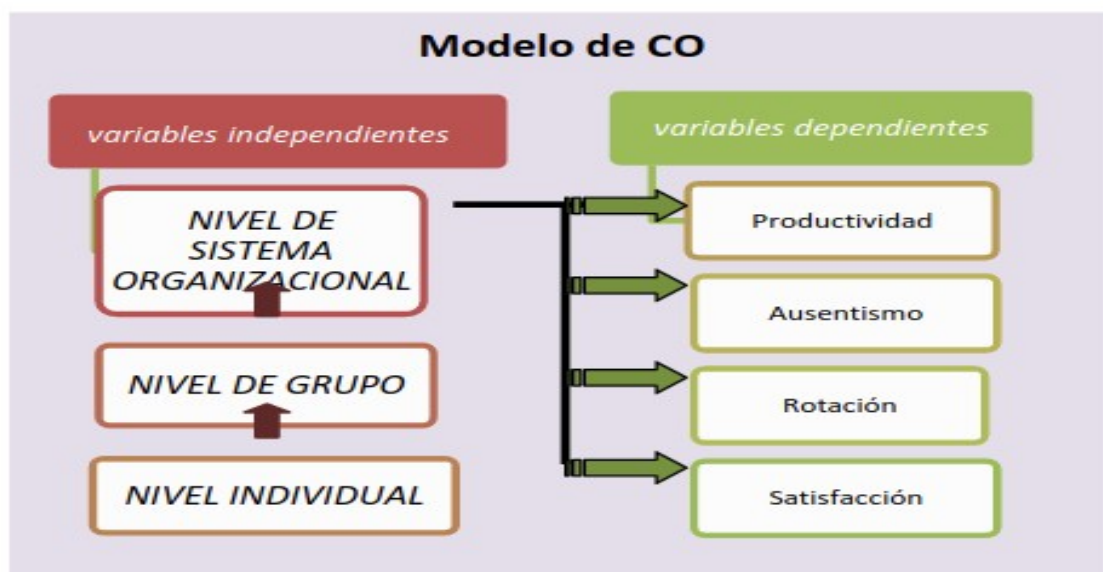 Modelo de CO
variables independientes
NIVEL DE
SISTEMA
ORGANIZACIONAL
NIVEL DE GRUPO
NIVEL INDIVIDUAL
variables dependientes
Productividad
Ausentismo
Rotación
Satisfacción